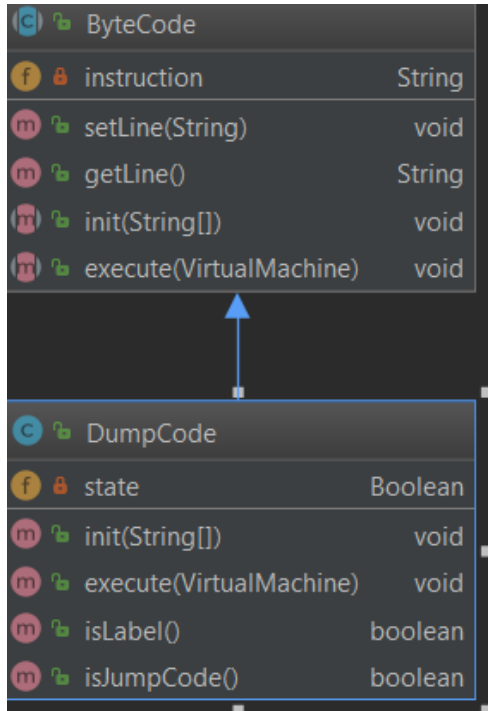 C ByteCode
f instruction String
m setLine(String) void
m getLine() String
m init(String[]) void
m execute(VirtualMachine) void
C DumpCode
f state Boolean
m init(String[]) void
m execute(VirtualMachine) void
m isLabel() boolean
m isJumpCode() boolean